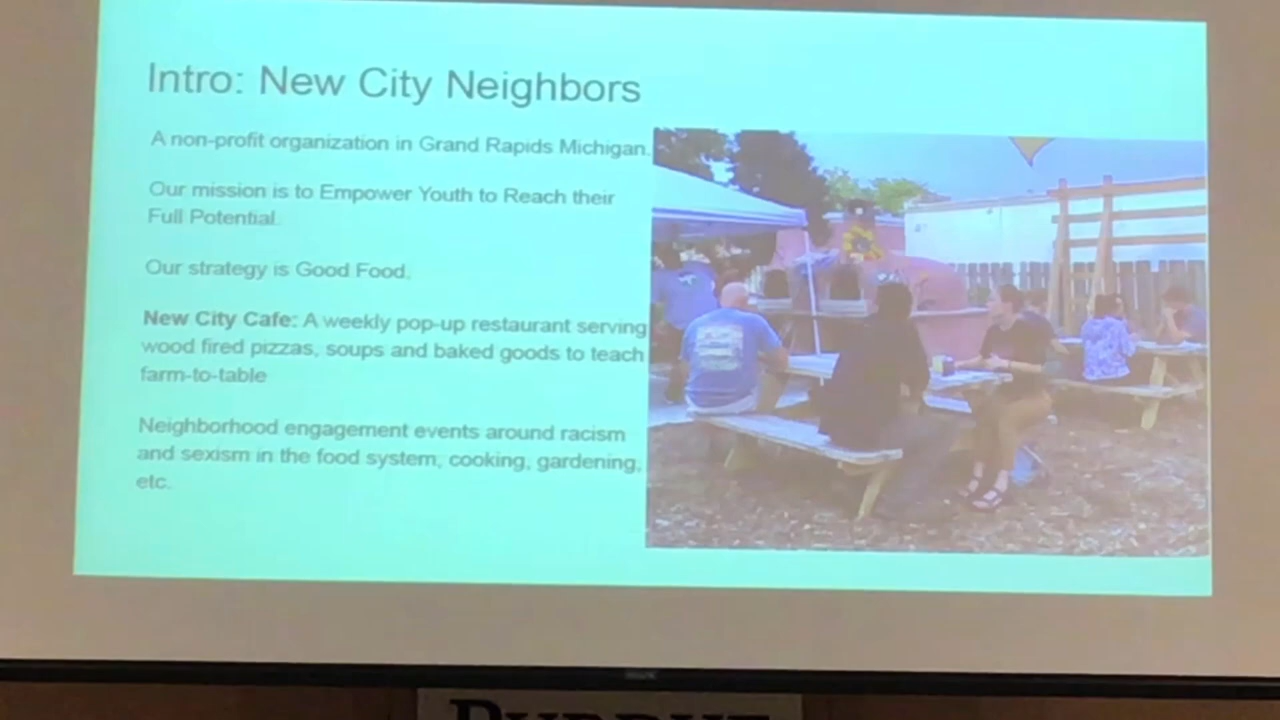 Intro: New City Neighbors
A non-profit organization in Grand Rapids Michigan.
Our mission is to Empower Youth to Reach their
Full Potential.
Our strategy is Good Food.
New City Cafe: A weekly pop-up restaurant serving
wood fired pizzas, soups and baked goods to teach
farm-to-table
Neighborhood engagement events around racism
and sexism in the food system, cooking, gardening,
etc.
PURDUE